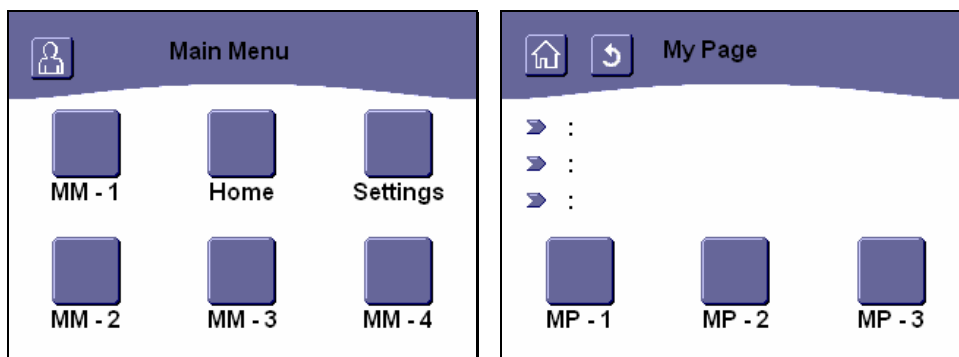 Main Menu
MM - 1 Home Settings
MM - 2 MM - 3 MM - 4
My Page
:
:
:
MP - 1 MP - 2 MP - 3